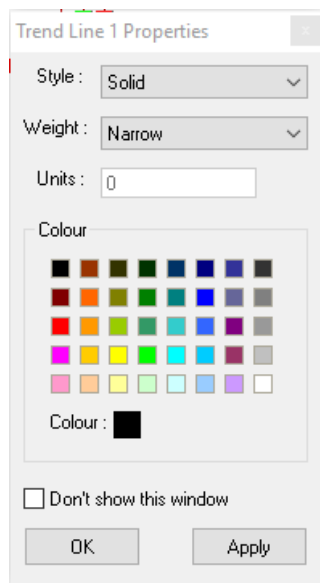 Trend Line 1 Properties
x
Style : Solid
Weight : Narrow
Units : 0
Colour
Colour :
Don't show this window
OK Apply